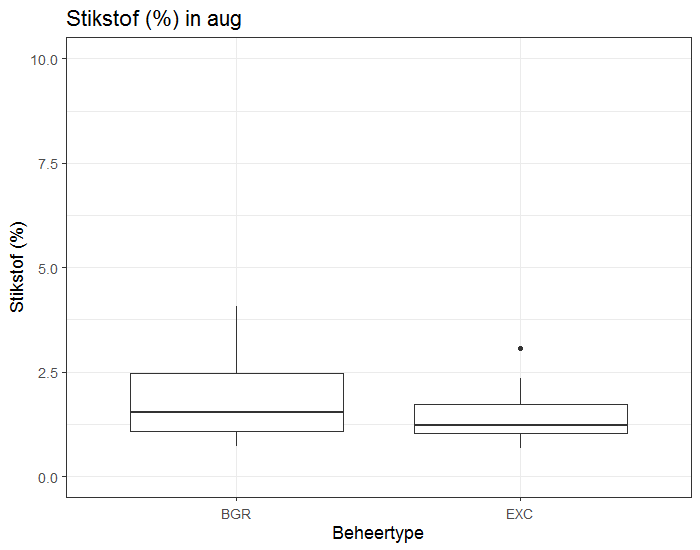 Stikstof (%) in aug
Stikstof (%)
10.0
7.5
5.0
2.5
0.0
BGR EXC
Beheertype